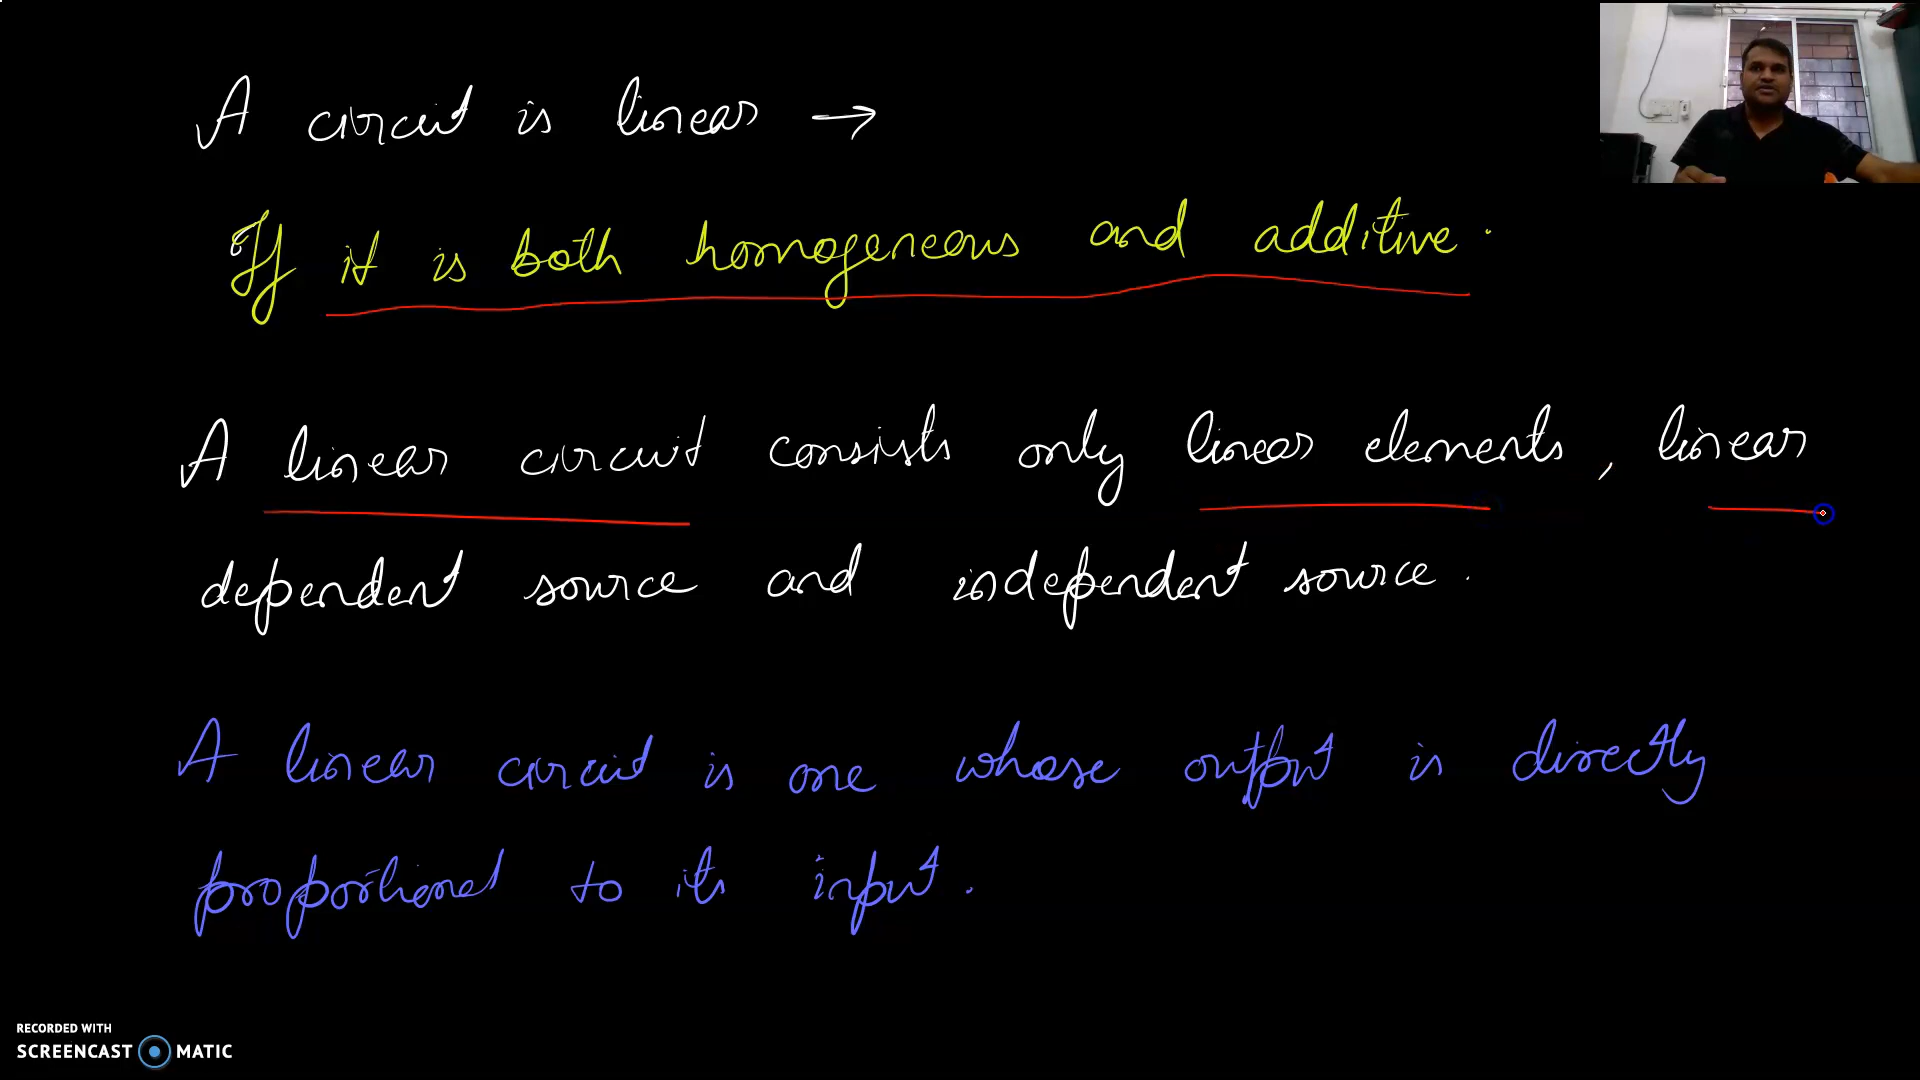 A circuit is linear →
If it is both homogeneous and additive.
A linear circuit consists only linear elements, linear
dependent source and independent source.
A linear circuit is one whose output is directly
proportional to its input.
RECORDED WITH
SCREENCAST MATIC